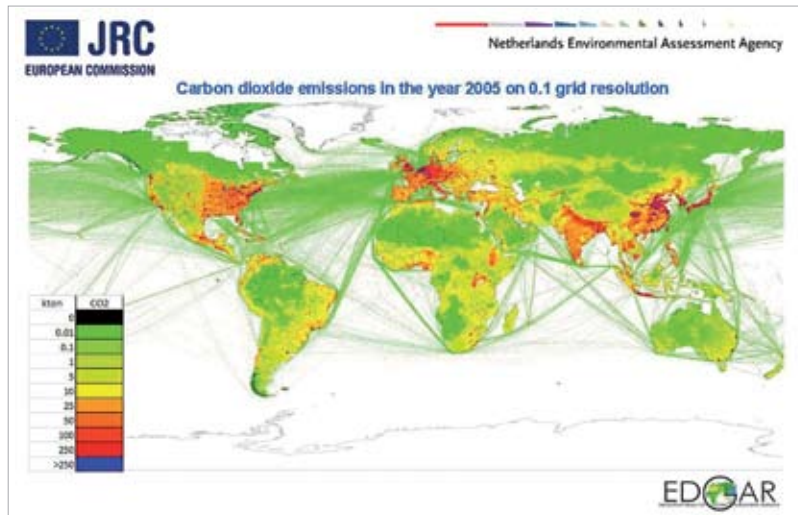 JRC
EUROPEAN COMMISSION
Netherlands Environmental Assessment Agency
Carbon dioxide emissions in the year 2005 on 0.1 grid resolution
kton CO2
0
0.01
0.1
1
5
10
25
50
100
250
>250
EDGAR